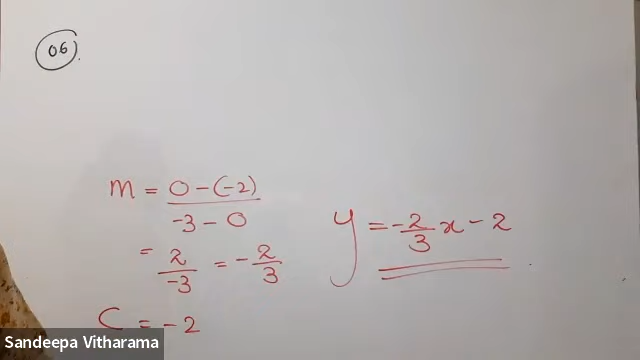 06
m = 0 - (-2) / -3 - 0
= 2 / -3 = - 2 / 3
C = -2
y = - 2/3 x - 2
Sandeepa Vitharama